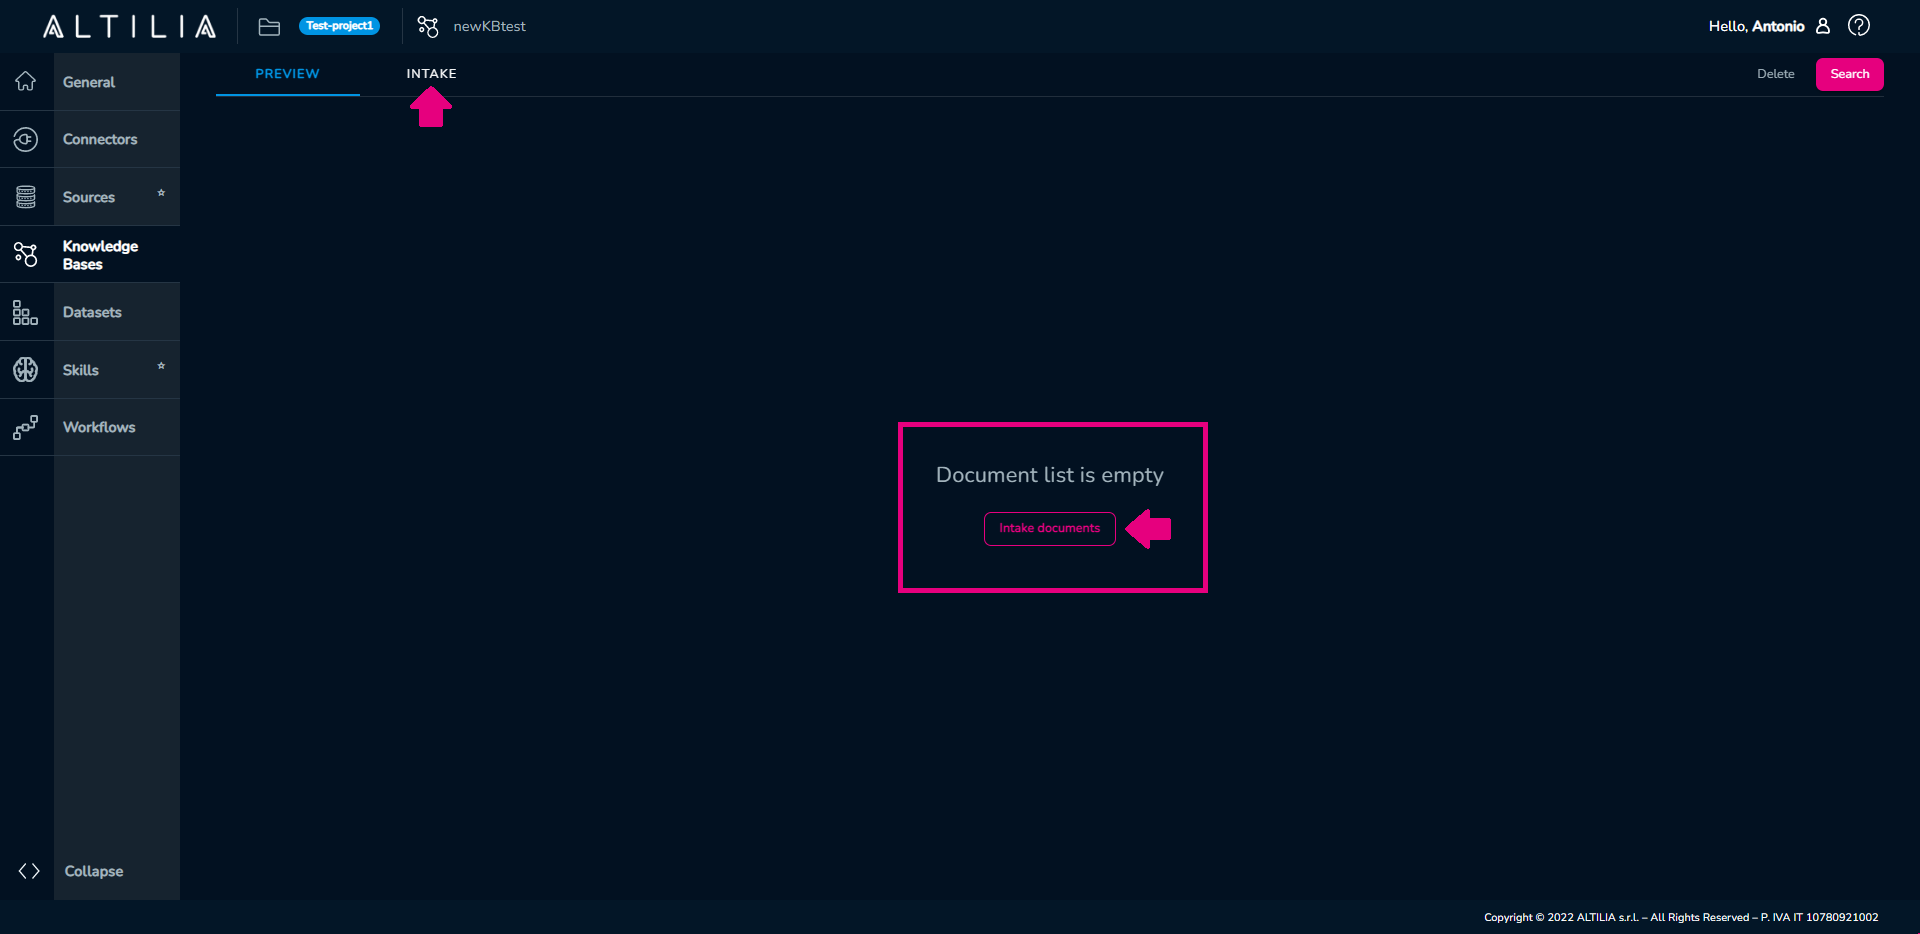 ALTILIA
Test-project1
newKBtest
Hello, Antonio
PREVIEW
INTAKE
Delete
Search
General
Connectors
Sources
Knowledge
Bases
Datasets
Skills
Workflows
Document list is empty
Intake documents
Collapse
Copyright © 2022 ALTILIA s.r.l. – All Rights Reserved – P. IVA IT 10780921002